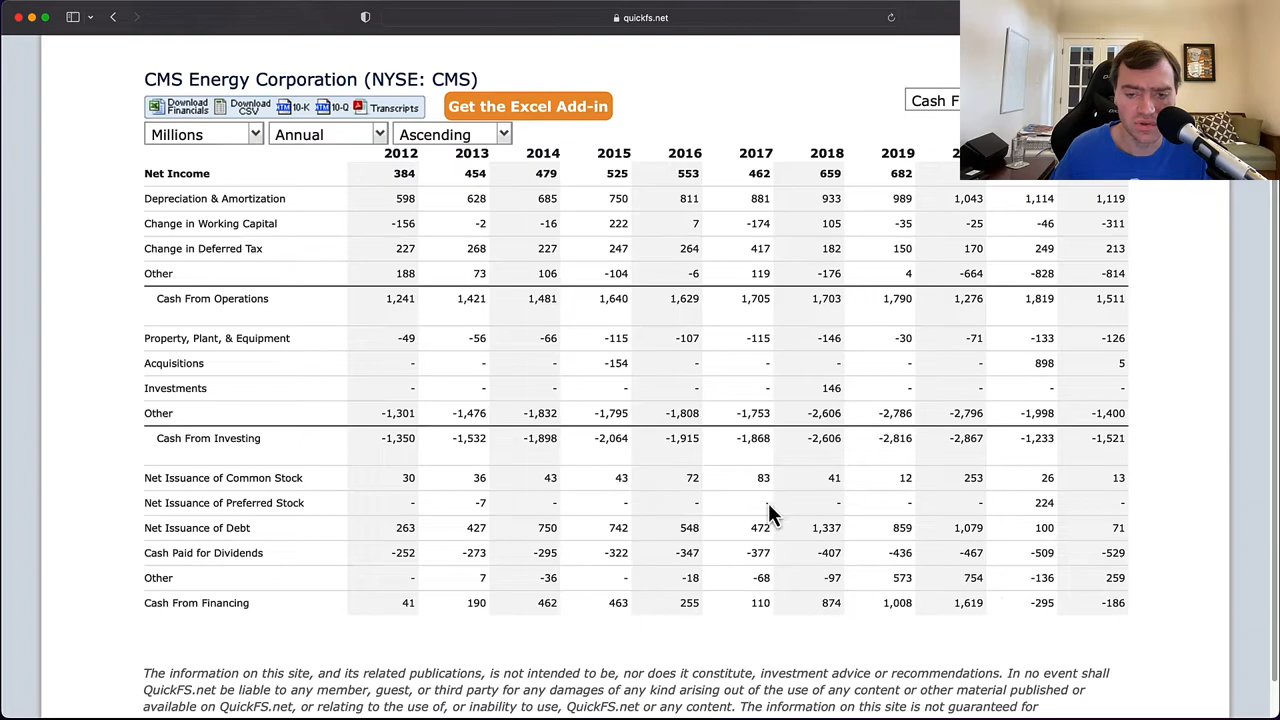 quickfs.net
CMS Energy Corporation (NYSE: CMS)
Download Financials Download CSV 10-K 10-Q Transcripts Get the Excel Add-in Cash F
Millions Annual Ascending
2012 2013 2014 2015 2016 2017 2018 2019 2
Net Income 384 454 479 525 553 462 659 682
Depreciation & Amortization 598 628 685 750 811 881 933 989 1,043 1,114 1,119
Change in Working Capital -156 -2 -16 222 7 -174 105 -35 -25 -46 -311
Change in Deferred Tax 227 268 227 247 264 417 182 150 170 249 213
Other 188 73 106 -104 -6 119 -176 4 -664 -828 -814
Cash From Operations 1,241 1,421 1,481 1,640 1,629 1,705 1,703 1,790 1,276 1,819 1,511
Property, Plant, & Equipment -49 -56 -66 -115 -107 -115 -146 -30 -71 -133 -126
Acquisitions - - - -154 - - - - - 898 5
Investments - - - - - - 146 - - - -
Other -1,301 -1,476 -1,832 -1,795 -1,808 -1,753 -2,606 -2,786 -2,796 -1,998 -1,400
Cash From Investing -1,350 -1,532 -1,898 -2,064 -1,915 -1,868 -2,606 -2,816 -2,867 -1,233 -1,521
Net Issuance of Common Stock 30 36 43 43 72 83 41 12 253 26 13
Net Issuance of Preferred Stock - -7 - - - - - - - 224 -
Net Issuance of Debt 263 427 750 742 548 472 1,337 859 1,079 100 71
Cash Paid for Dividends -252 -273 -295 -322 -347 -377 -407 -436 -467 -509 -529
Other - 7 -36 - -18 -68 -97 573 754 -136 259
Cash From Financing 41 190 462 463 255 110 874 1,008 1,619 -295 -186
The information on this site, and its related publications, is not intended to be, nor does it constitute, investment advice or recommendations. In no event shall
QuickFS.net be liable to any member, guest, or third party for any damages of any kind arising out of the use of any content or other material published or
available on QuickFS.net, or relating to the use of, or inability to use, QuickFS.net or any content. The information on this site is not guaranteed for